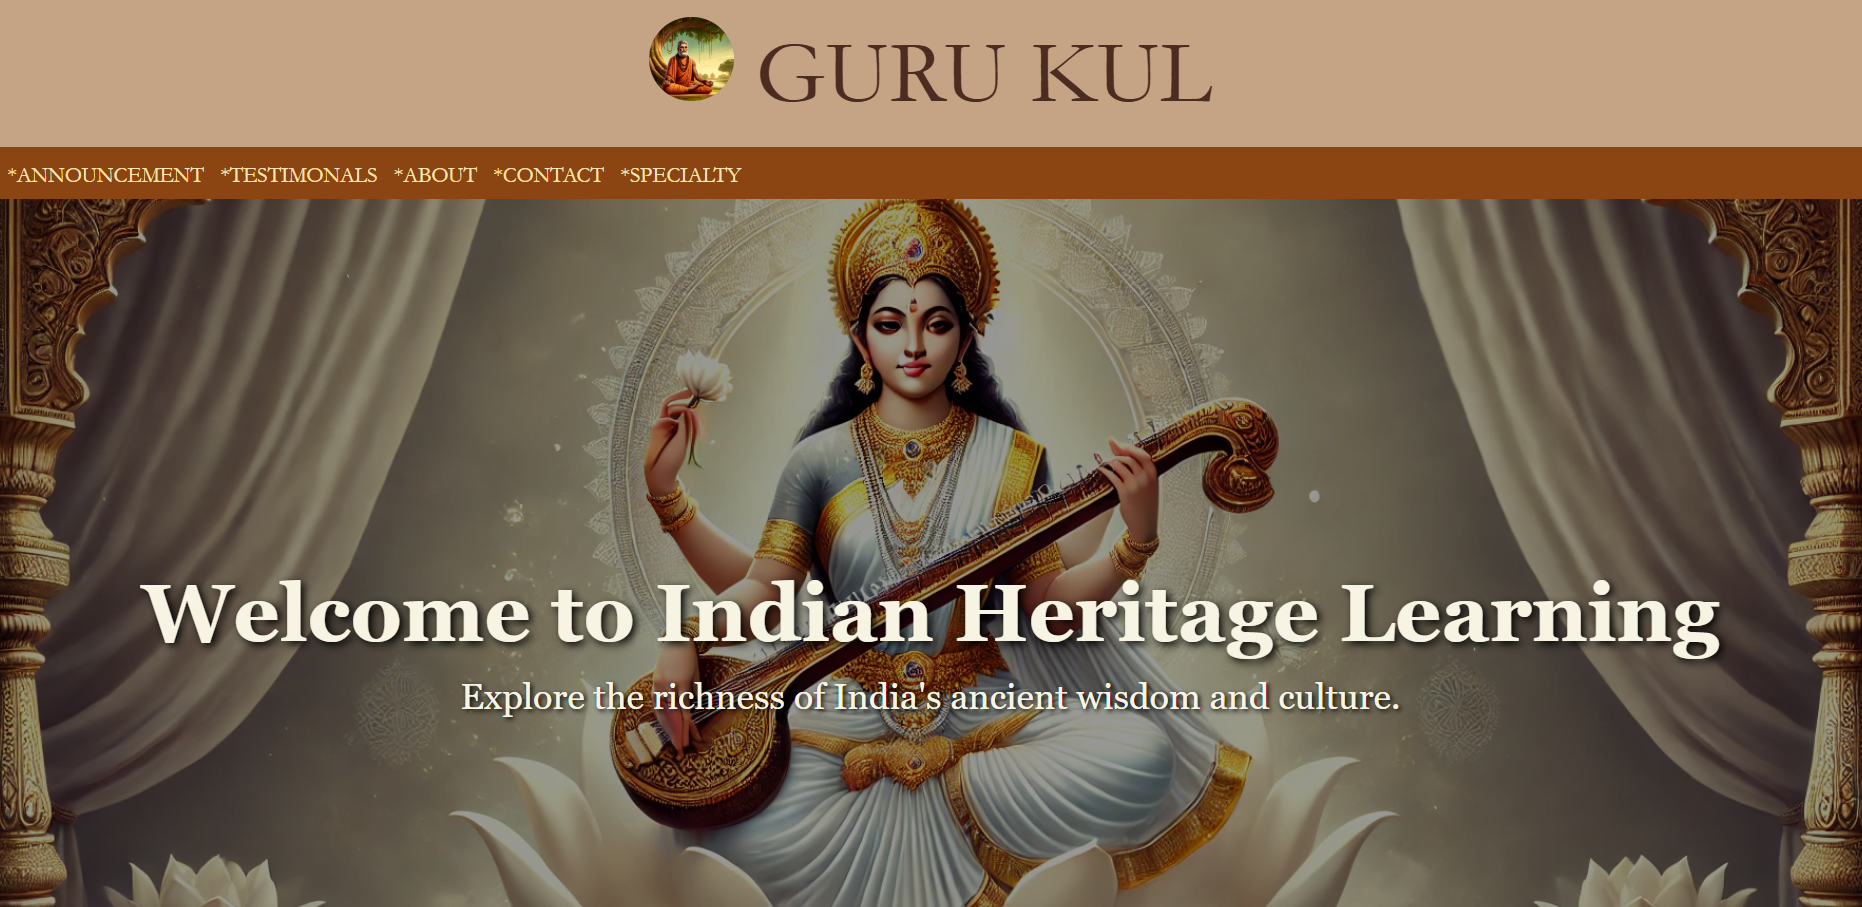 GURU KUL
*ANNOUNCEMENT *TESTIMONALS *ABOUT *CONTACT *SPECIALTY
Welcome to Indian Heritage Learning
Explore the richness of India's ancient wisdom and culture.